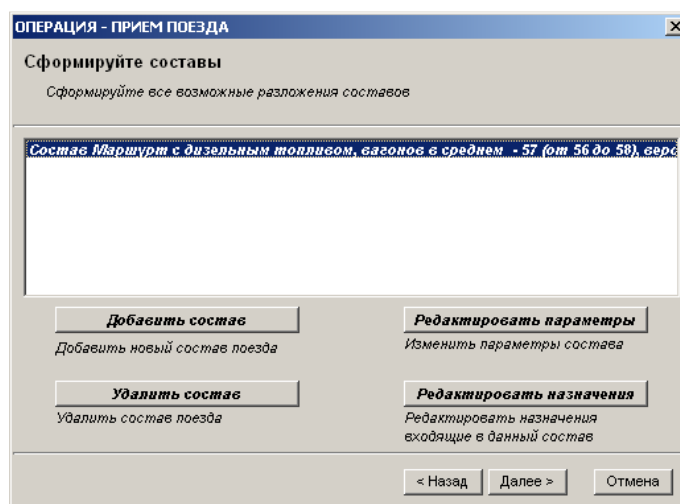 ОПЕРАЦИЯ - ПРИЕМ ПОЕЗДА
Сформируйте составы
Сформируйте все возможные разложения составов
Состав Маршурт с дизельным топливом, вагонов в среднем - 57 (от 56 до 58), веро
Добавить состав
Добавить новый состав поезда
Редактировать параметры
Изменить параметры состава
Удалить состав
Удалить состав поезда
Редактировать назначения
Редактировать назначения
входящие в данный состав
< Назад
Далее >
Отмена